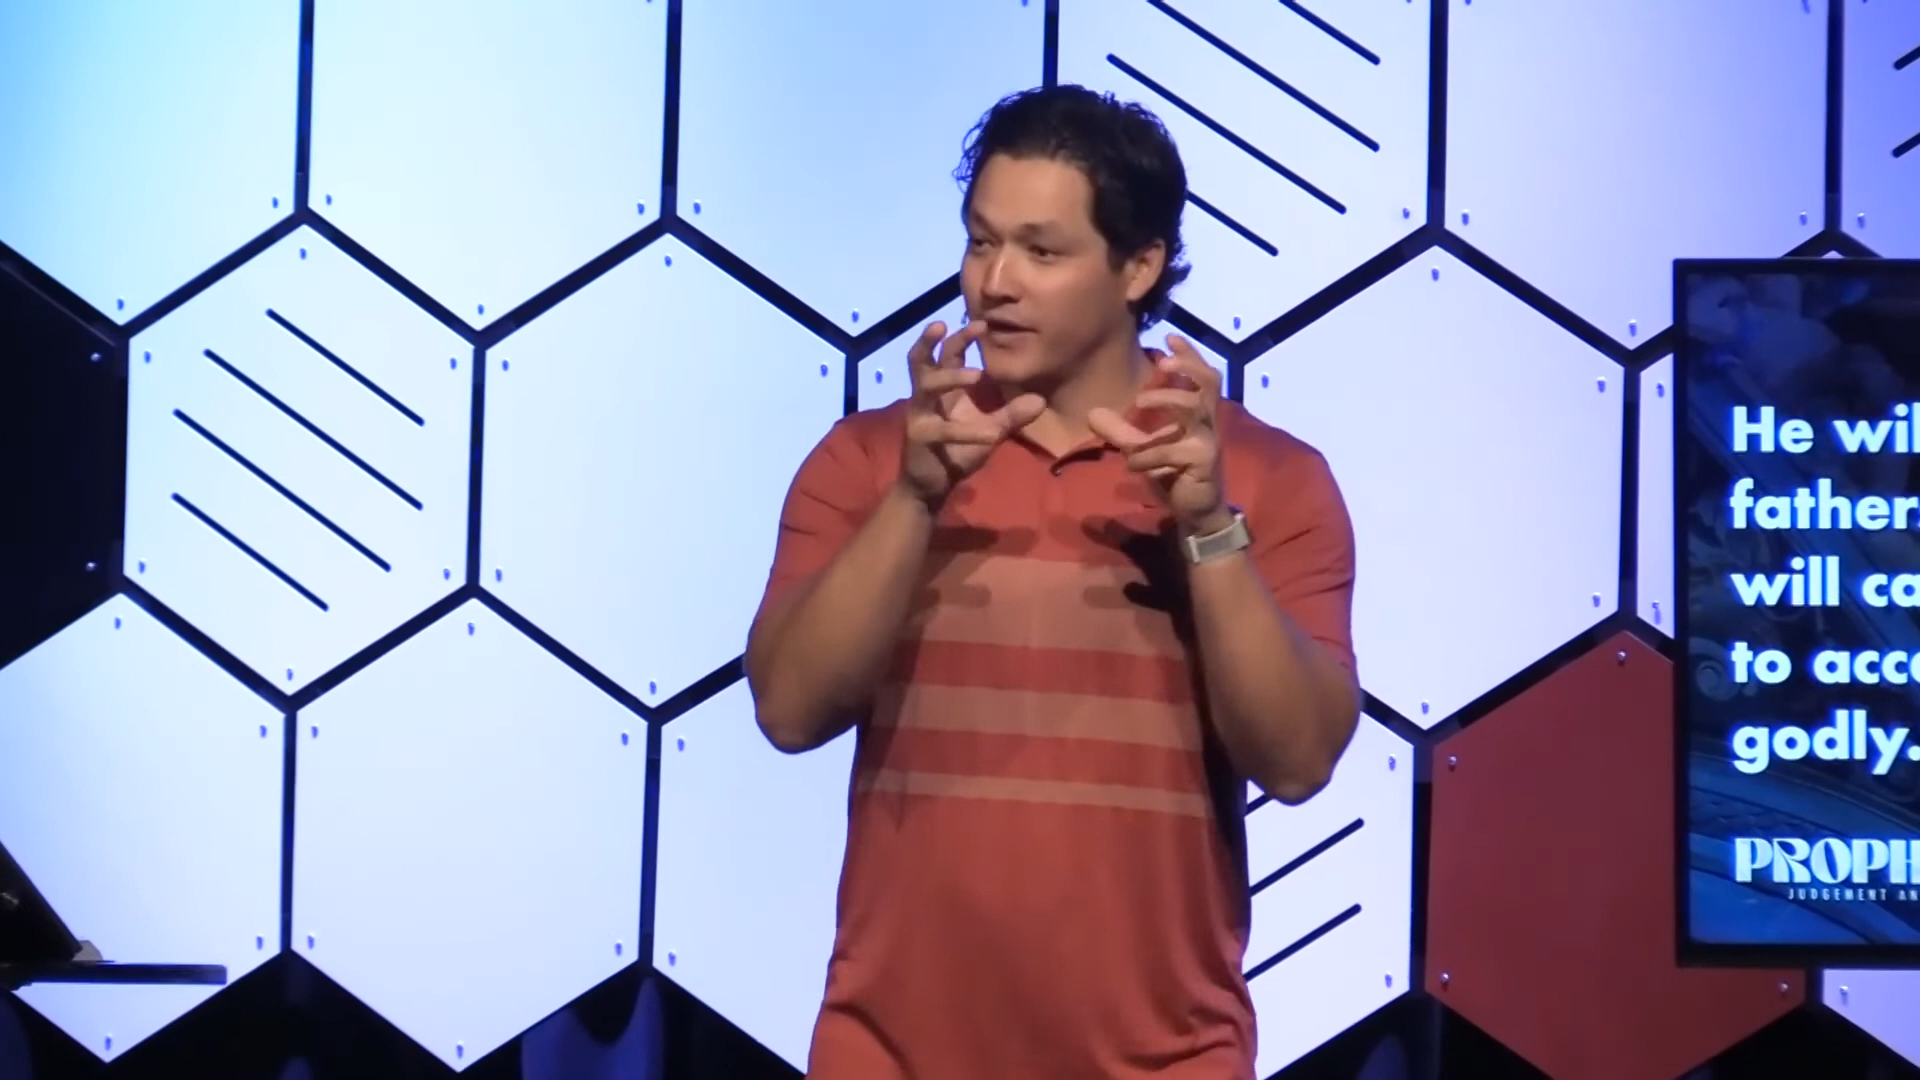 He wil
father
will ca
to acc
godly.
PROPH
JUDGEMENT AN